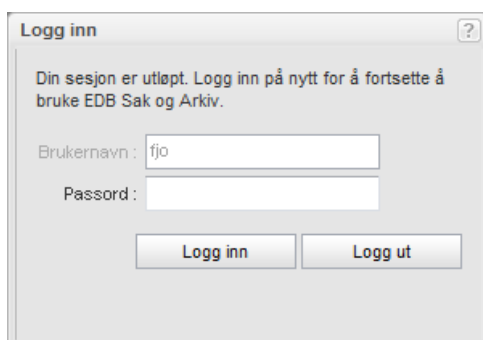 Logg inn
?
Din sesjon er utløpt. Logg inn på nytt for å fortsette å
bruke EDB Sak og Arkiv.
Brukernavn : fjo
Passord :
Logg inn Logg ut